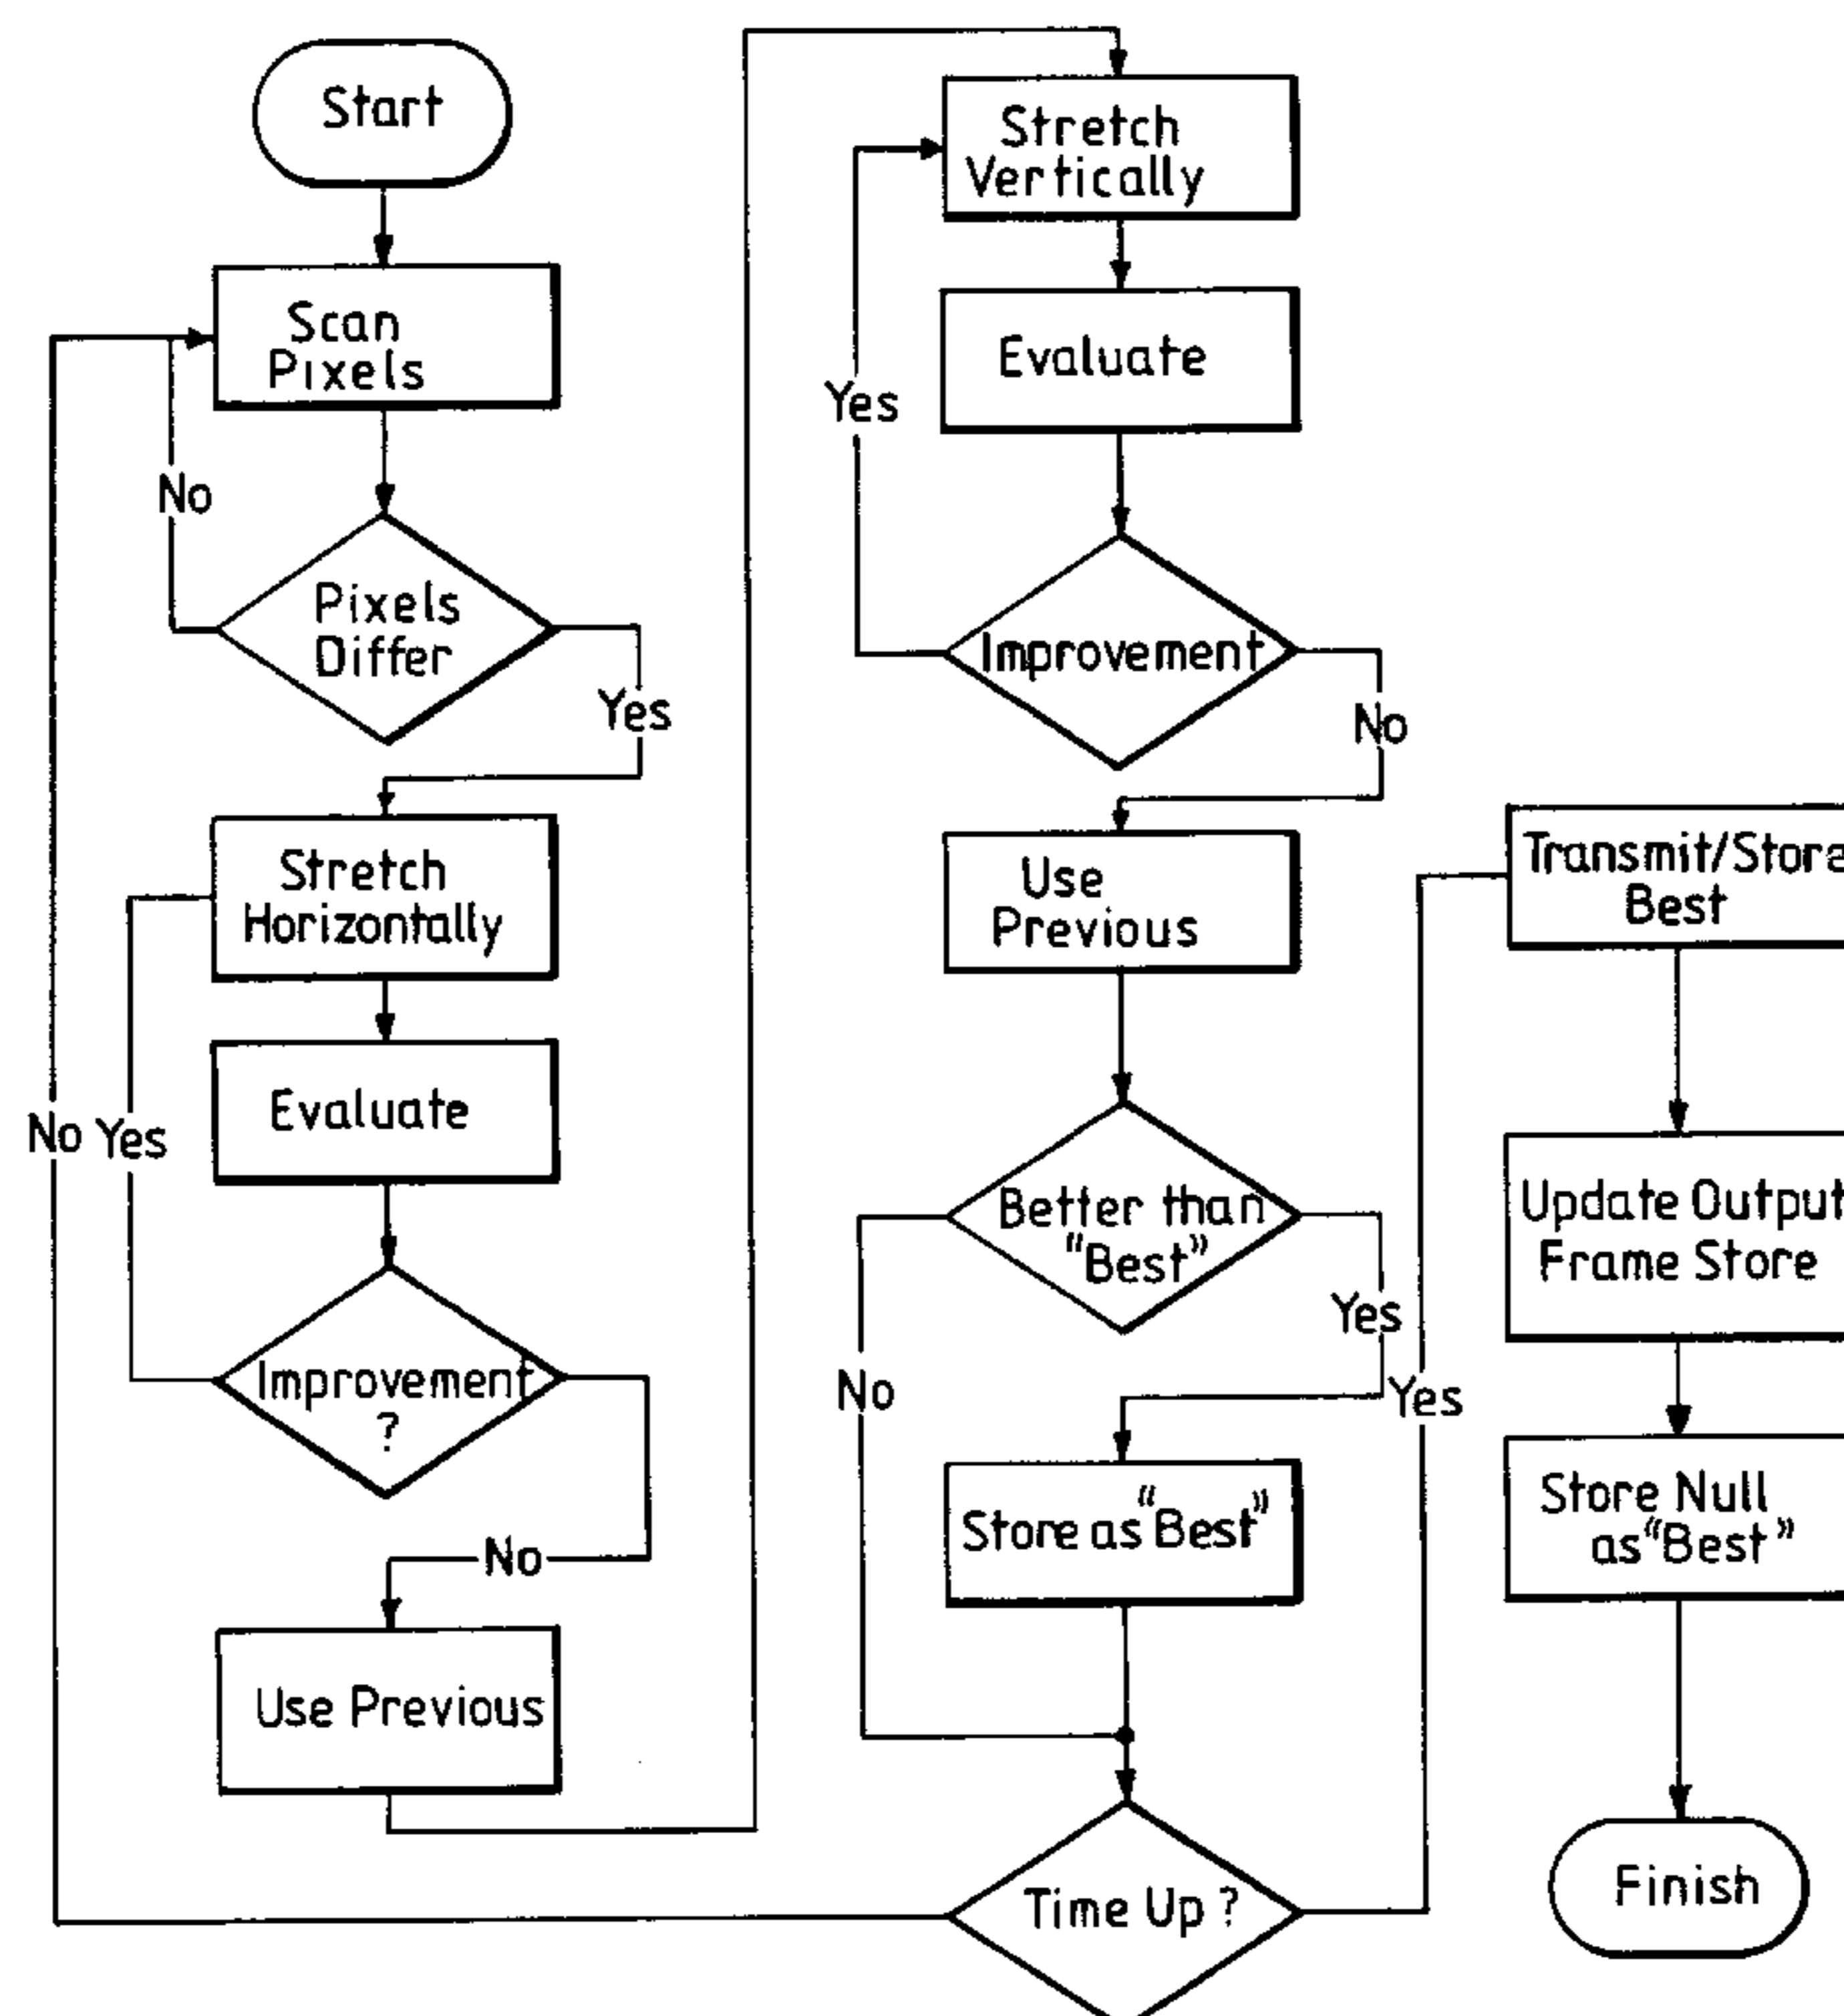 Start
Scan
Pixels
No
Pixels
Differ
Yes
Stretch
Horizontally
Evaluate
No
Yes
Improvement
?
No
Use Previous
Stretch
Vertically
Evaluate
Yes
Improvement
No
Use
Previous
Better than
"Best"
Yes
No
Store as "Best"
Time Up ?
Yes
Transmit/Store
Best
Update Output
Frame Store
Store Null
as "Best"
Finish